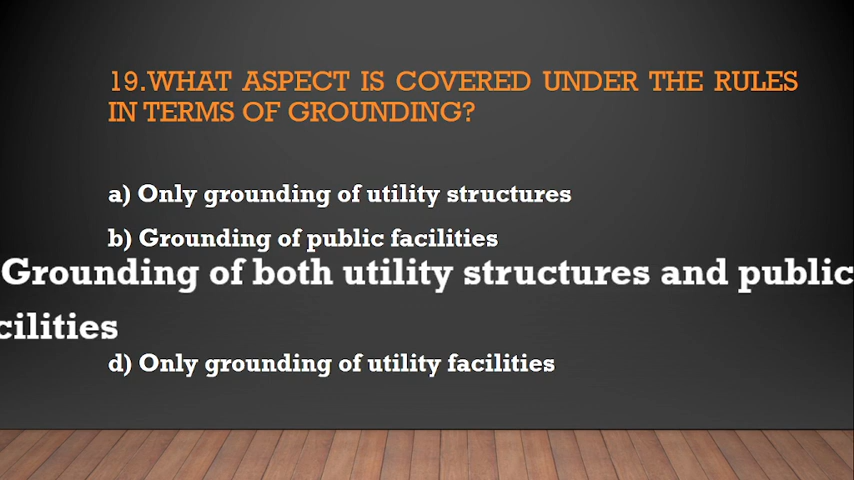 19.WHAT ASPECT IS COVERED UNDER THE RULES
IN TERMS OF GROUNDING?
a) Only grounding of utility structures
b) Grounding of public facilities
Grounding of both utility structures and public
cilities
d) Only grounding of utility facilities